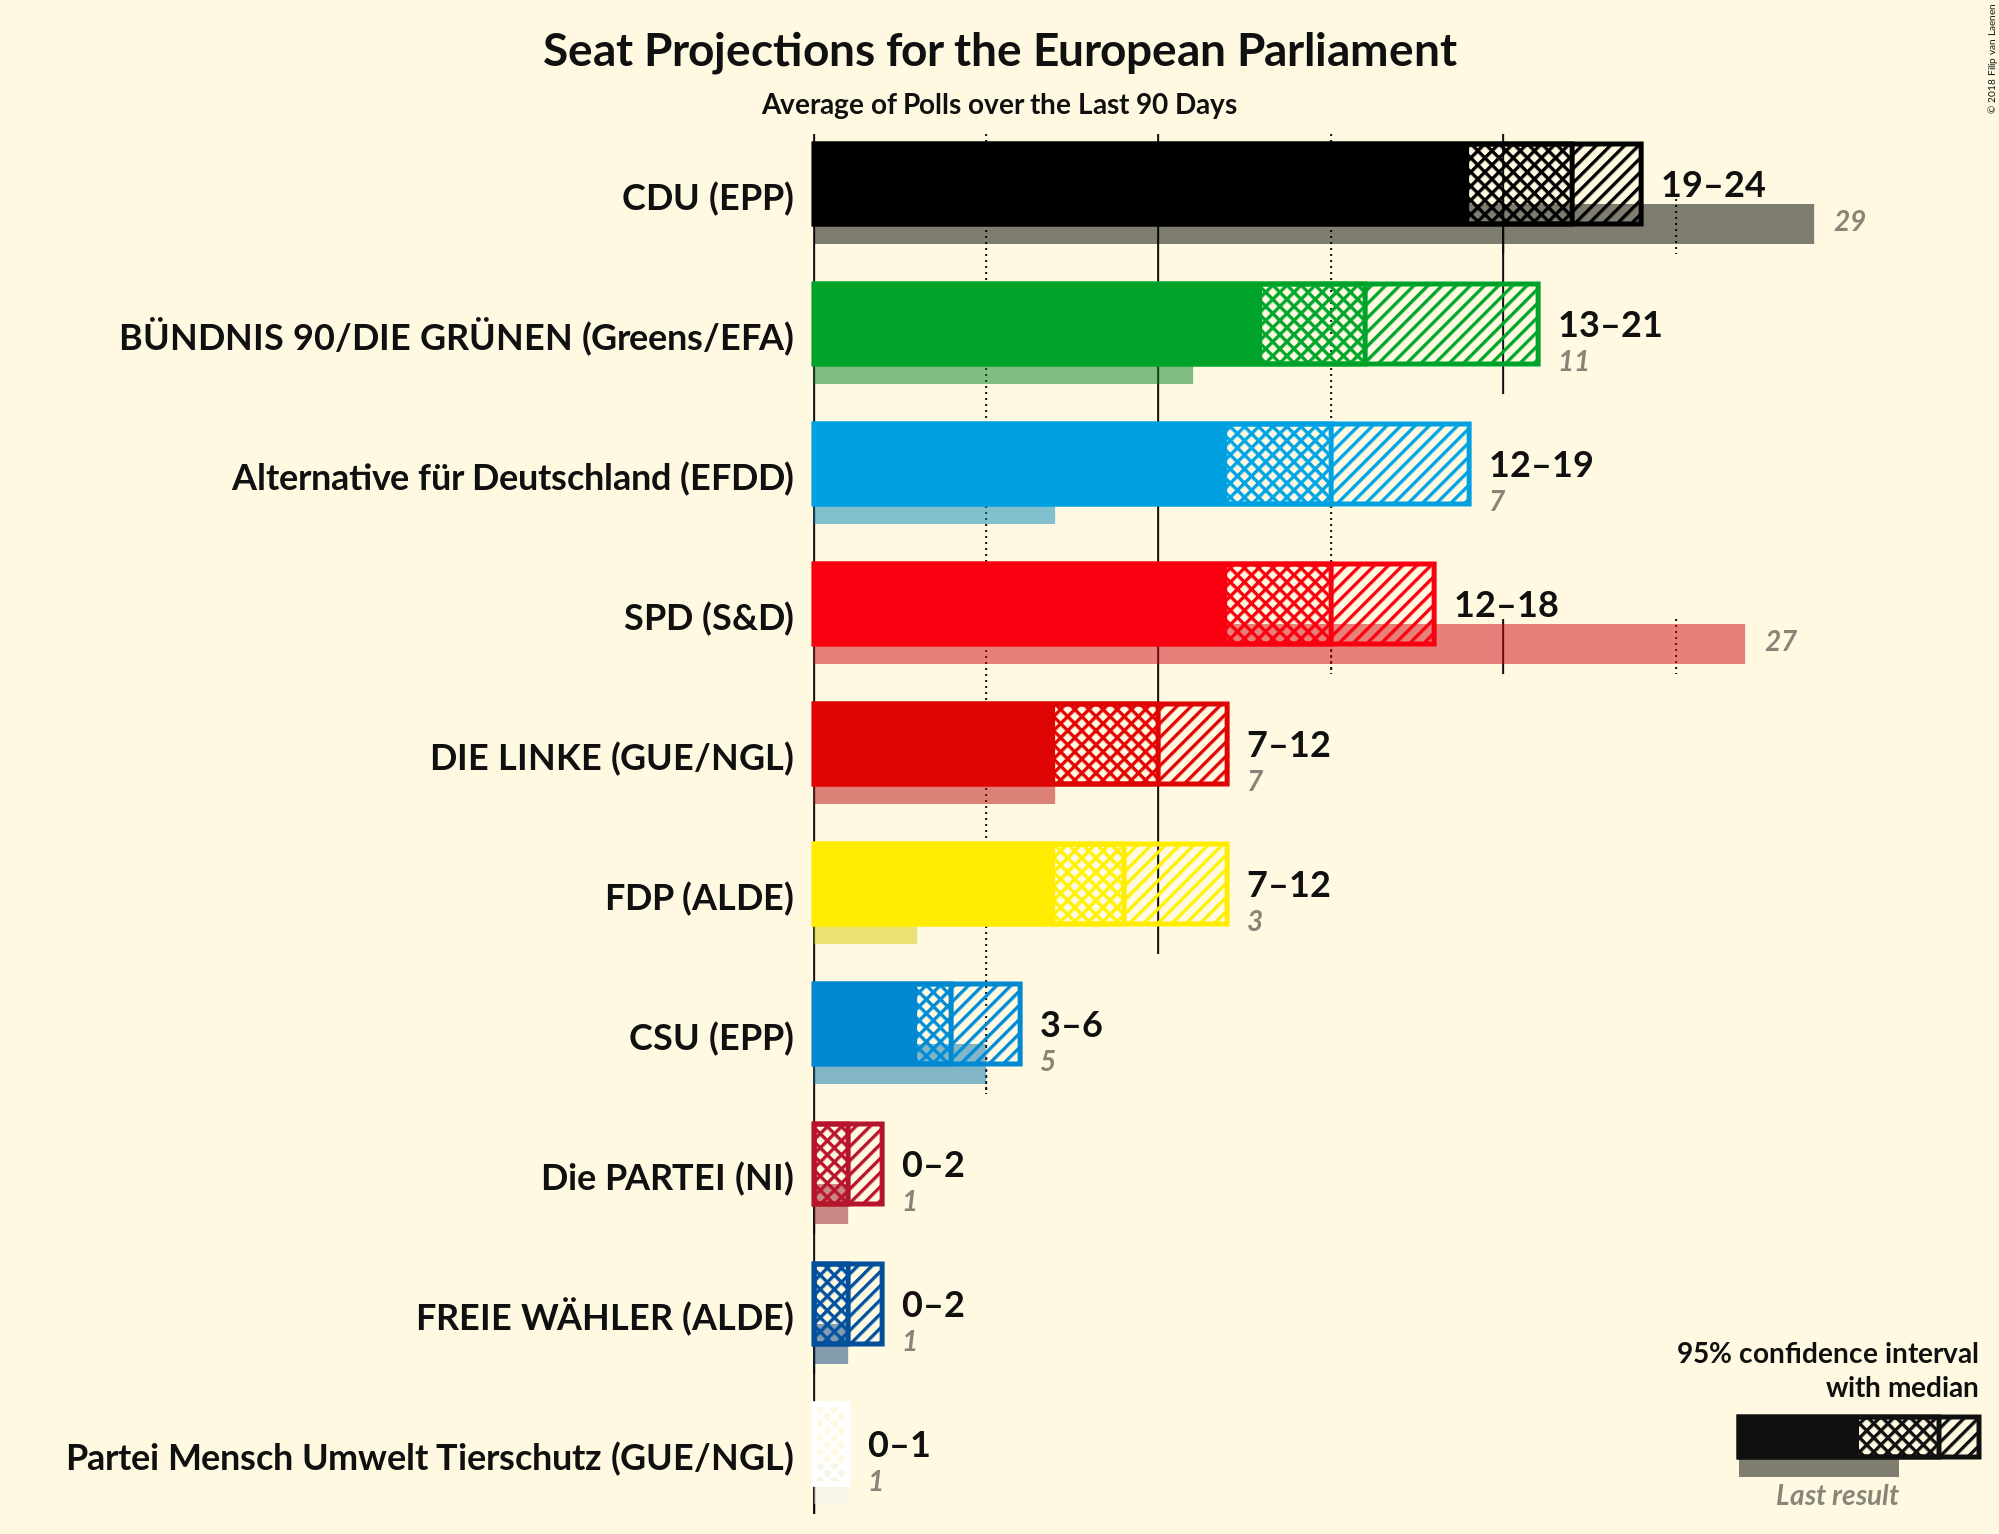 Seat Projections for the European Parliament
Average of Polls over the Last 90 Days
© 2018 Filip van Laenen
CDU (EPP)
19–24
29
BÜNDNIS 90/DIE GRÜNEN (Greens/EFA)
13–21
11
Alternative für Deutschland (EFDD)
12–19
7
SPD (S&D)
12–18
27
DIE LINKE (GUE/NGL)
7–12
7
FDP (ALDE)
7–12
3
CSU (EPP)
3–6
5
Die PARTEI (NI)
0–2
1
FREIE WÄHLER (ALDE)
0–2
1
Partei Mensch Umwelt Tierschutz (GUE/NGL)
0–1
1
95% confidence interval
with median
Last result